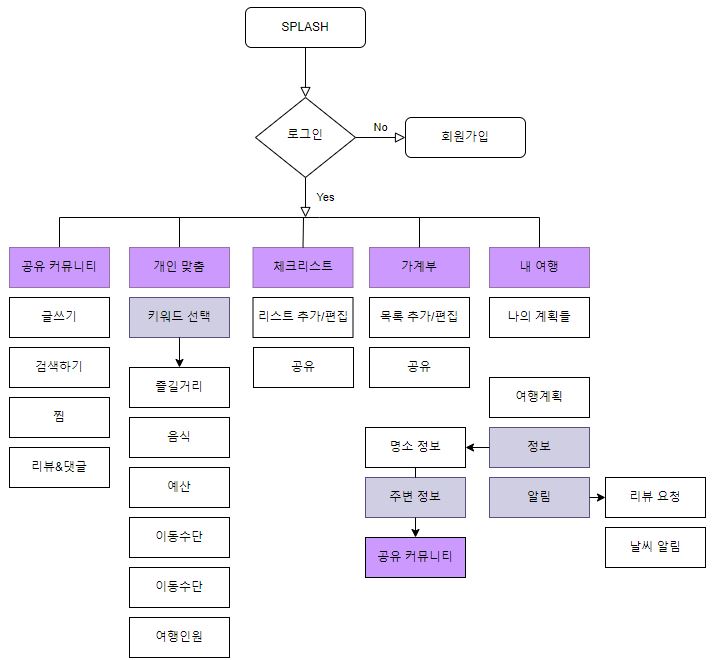 SPLASH
로그인
No
회원가입
Yes
공유 커뮤니티
개인 맞춤
체크리스트
가계부
내 여행
글쓰기
키워드 선택
리스트 추가/편집
목록 추가/편집
나의 계획들
검색하기
공유
공유
즐길거리
여행계획
찜
음식
명소 정보
정보
리뷰&댓글
예산
주변 정보
알림
리뷰 요청
이동수단
공유 커뮤니티
날씨 알림
이동수단
여행인원